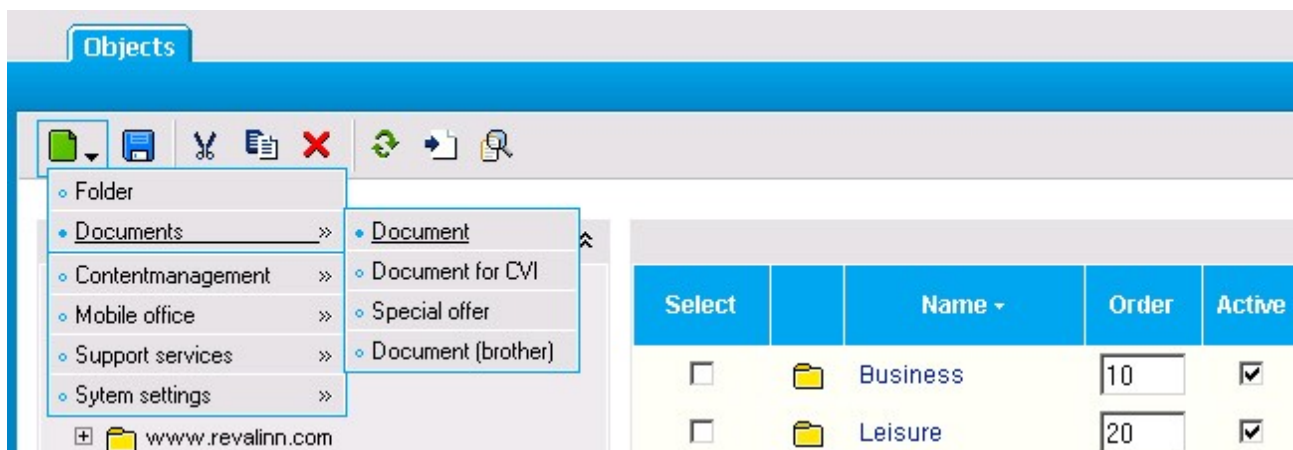 Objects
Folder
Documents »
Document
Document for CVI
Special offer
Document (brother)
Contentmanagement »
Mobile office »
Support services »
Sytem settings »
www.revalinn.com
Select Name Order Active
Business 10
Leisure 20